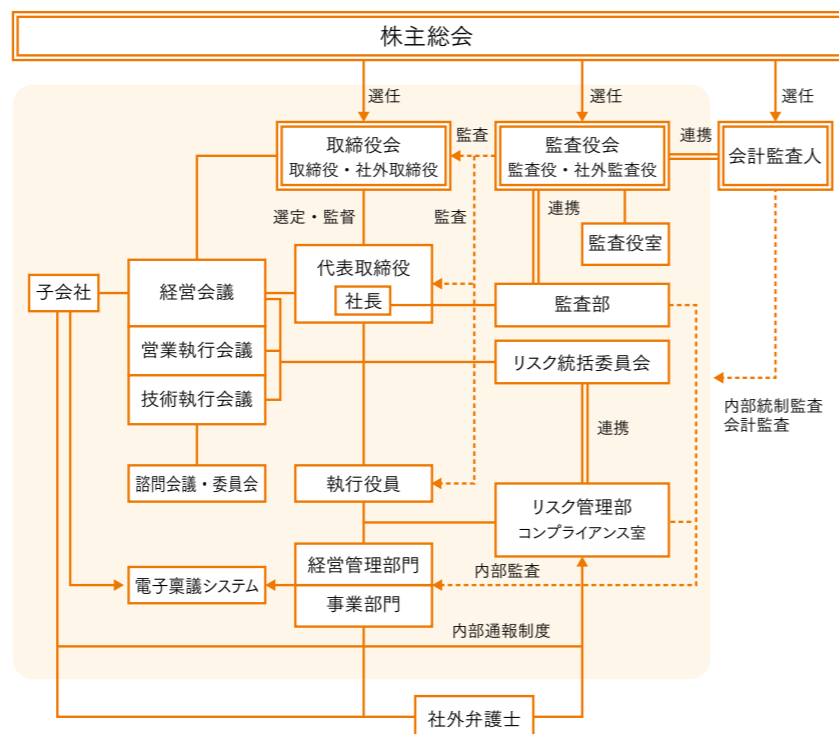 株主総会
選任
選任
選任
取締役会
取締役・社外取締役
監査
監査役会
監査役・社外監査役
連携
会計監査人
選定・監督
監査
連携
監査役室
子会社
経営会議
代表取締役
社長
監査部
営業執行会議
リスク統括委員会
技術執行会議
内部統制監査
会計監査
連携
諮問会議・委員会
執行役員
リスク管理部
コンプライアンス室
経営管理部門
内部監査
電子稟議システム
事業部門
内部通報制度
社外弁護士